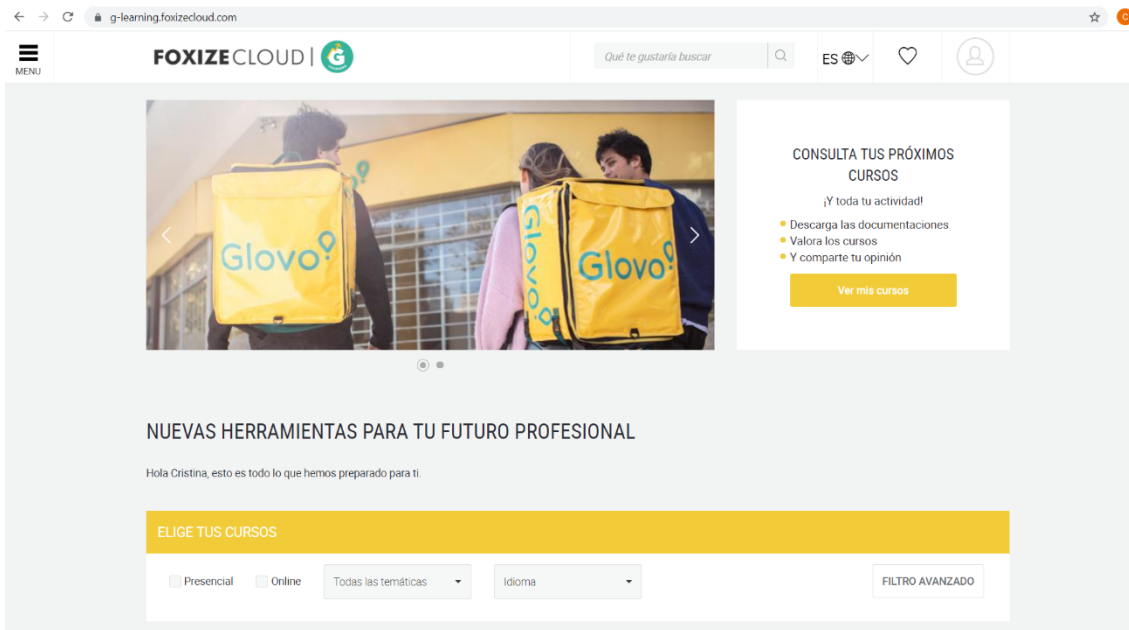 g-learning.foxizecloud.com
C
MENU
FOXIZECLOUD | G
Qué te gustaría buscar
ES
Glovo
Glovo
Glovo
CONSULTA TUS PRÓXIMOS
CURSOS
¡Y toda tu actividad!
Descarga las documentaciones
Valora los cursos
Y comparte tu opinión
Ver mis cursos
NUEVAS HERRAMIENTAS PARA TU FUTURO PROFESIONAL
Hola Cristina, esto es todo lo que hemos preparado para ti.
ELIGE TUS CURSOS
Presencial Online Todas las temáticas Idioma FILTRO AVANZADO